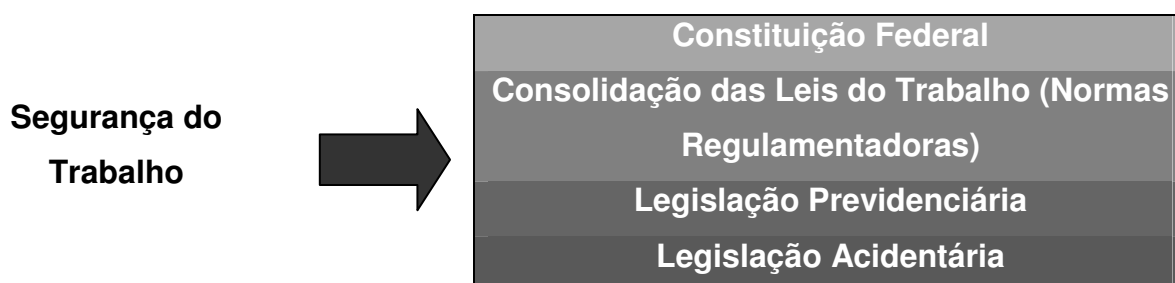 Segurança do
Trabalho
Constituição Federal
Consolidação das Leis do Trabalho (Normas
Regulamentadoras)
Legislação Previdenciária
Legislação Acidentária